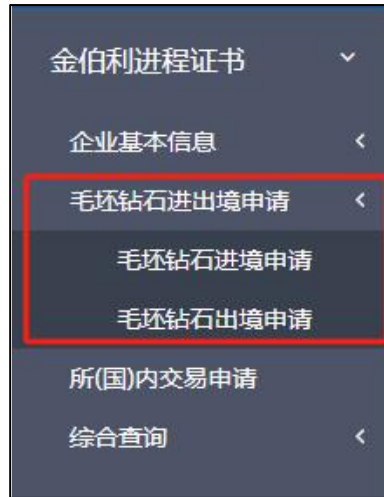 金伯利进程证书
企业基本信息
毛坯钻石进出境申请
毛坯钻石进境申请
毛坯钻石出境申请
所(国)内交易申请
综合查询